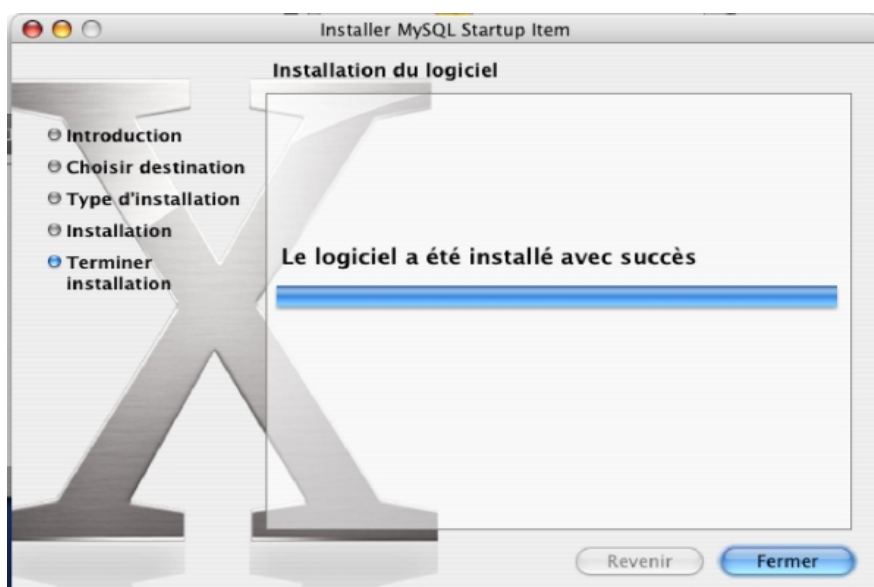 Installer MySQL Startup Item
Installation du logiciel
Introduction
Choisir destination
Type d'installation
Installation
Terminer
installation
Le logiciel a été installé avec succès
Revenir
Fermer